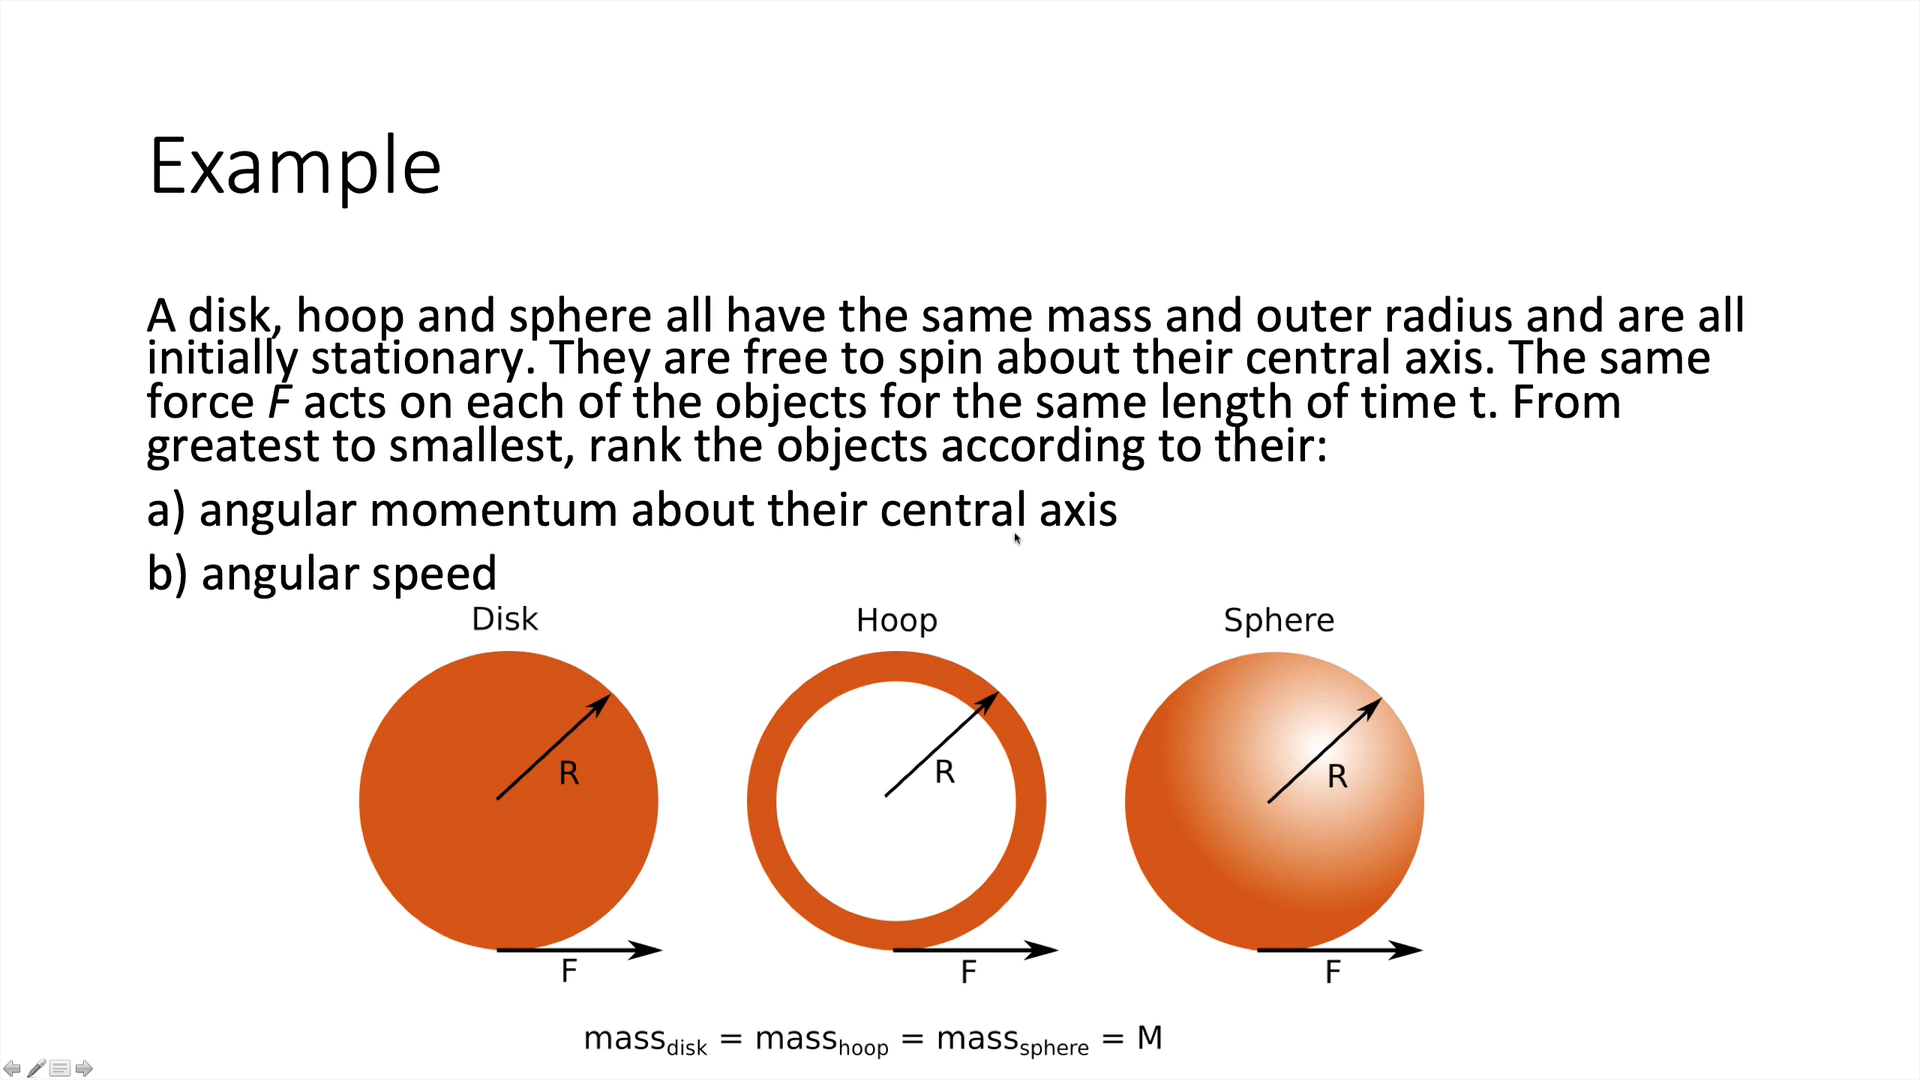 Example
A disk, hoop and sphere all have the same mass and outer radius and are all
initially stationary. They are free to spin about their central axis. The same
force F acts on each of the objects for the same length of time t. From
greatest to smallest, rank the objects according to their:
a) angular momentum about their central axis
b) angular speed
Disk
Hoop
Sphere
R
R
R
F
F
F
mass_disk = mass_hoop = mass_sphere = M